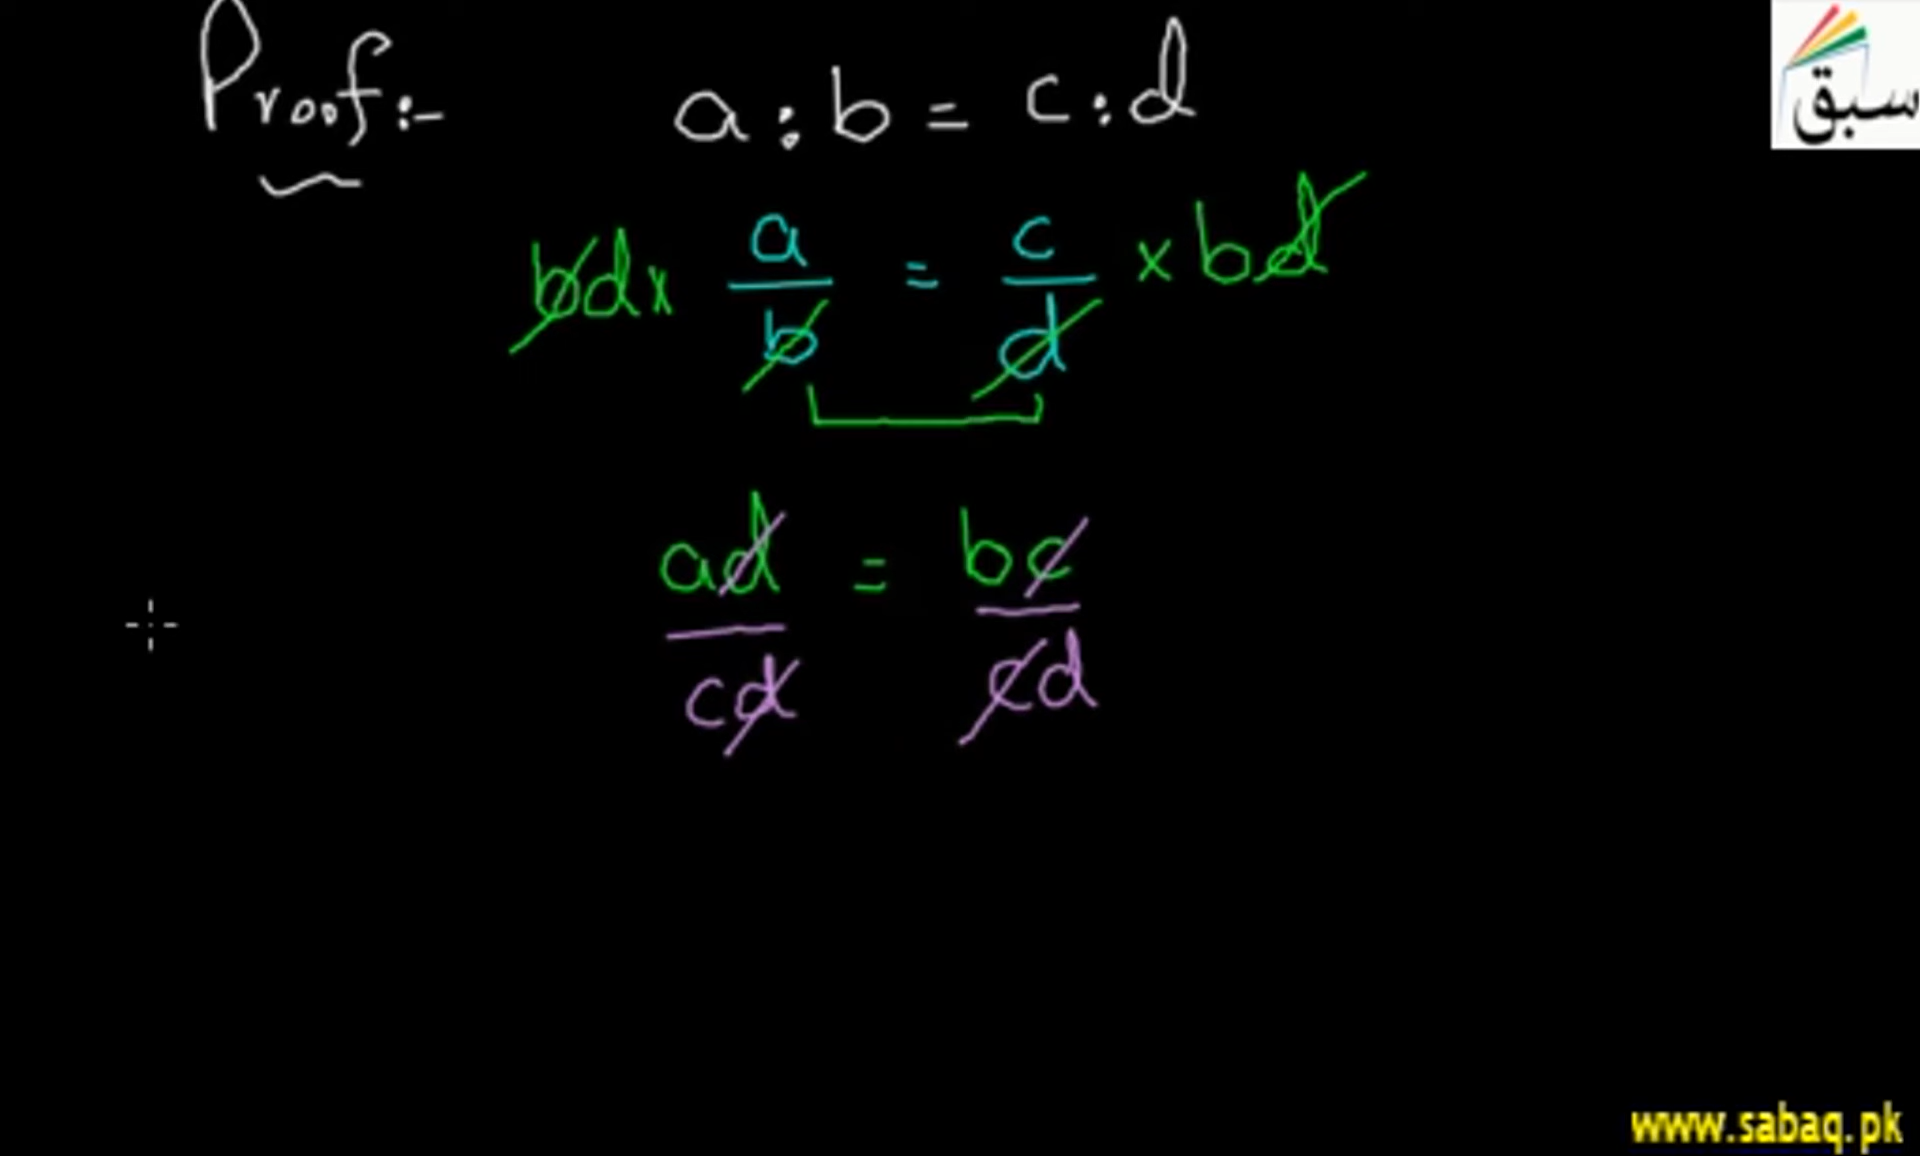 Proof:-
a : b = c : d
سبق
bd x a/b = c/d x bd
ad/cd = bc/cd
www.sabaq.pk